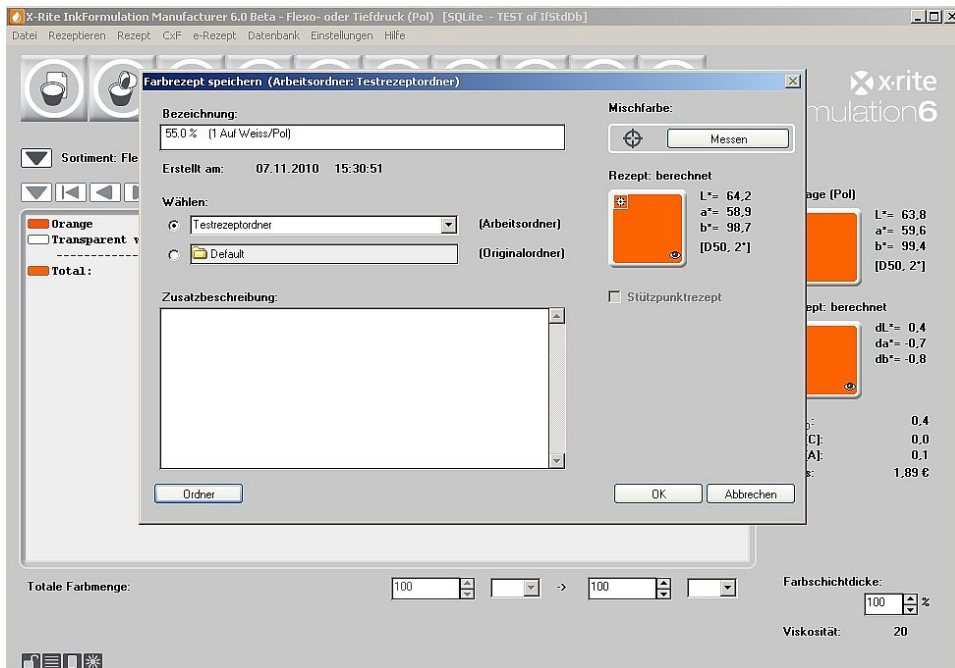 X-Rite InkFormulation Manufacturer 6.0 Beta - Flexo- oder Tiefdruck (Pol) [SQLite - TEST of IfStdDb]
Datei Rezeptieren Rezept CxF e-Rezept Datenbank Einstellungen Hilfe
x·rite
mulation6
Sortiment: Fle
Orange
Transparent
Total:
Farbrezept speichern (Arbeitsordner: Testrezeptordner)
Bezeichnung:
55.0 % (1 Auf Weiss/Pol)
Erstellt am: 07.11.2010 15:30:51
Wählen:
Testrezeptordner (Arbeitsordner)
Default (Originalordner)
Zusatzbeschreibung:
Ordner
Mischfarbe:
Messen
Rezept: berechnet
L*= 64,2
a*= 58,9
b*= 98,7
[D50, 2°]
Stützpunktrezept
OK Abbrechen
age (Pol)
L*= 63,8
a*= 59,6
b*= 99,4
[D50, 2°]
ept: berechnet
dL*= 0,4
da*= -0,7
db*= -0,8
0,4
[C]: 0,0
[A]: 0,1
s: 1,89 €
Totale Farbmenge: 100 -> 100
Farbschichtdicke:
100 %
Viskosität: 20